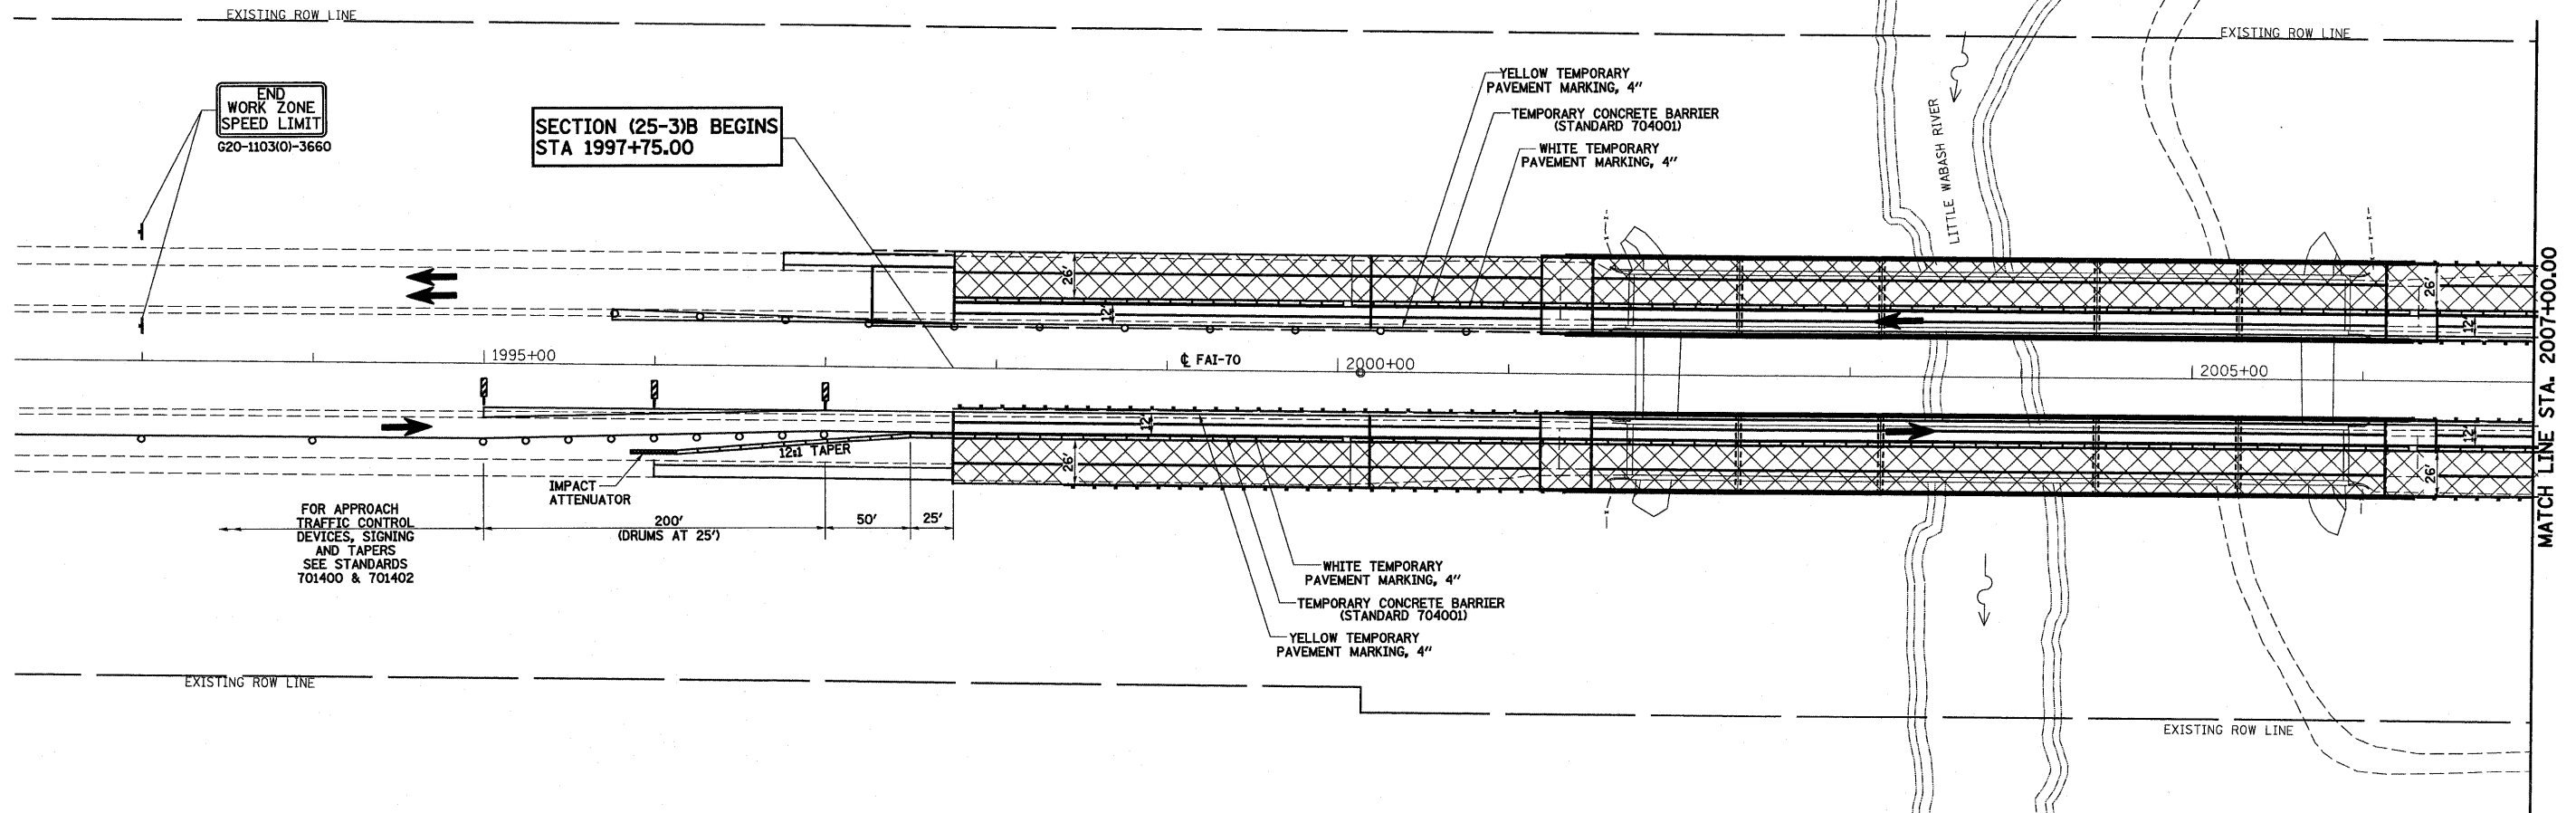 EXISTING ROW LINE
EXISTING ROW LINE
END
WORK ZONE
SPEED LIMIT
G20-1103(0)-3660
SECTION (25-3)B BEGINS
STA 1997+75.00
YELLOW TEMPORARY
PAVEMENT MARKING, 4"
TEMPORARY CONCRETE BARRIER
(STANDARD 704001)
WHITE TEMPORARY
PAVEMENT MARKING, 4"
LITTLE WABASH RIVER
26'
12'
26'
12'
1995+00
℄ FAI-70
2000+00
2005+00
MATCH LINE STA. 2007+00.00
12'
26'
12'
26'
12:1 TAPER
IMPACT
ATTENUATOR
FOR APPROACH
TRAFFIC CONTROL
DEVICES, SIGNING
AND TAPERS
SEE STANDARDS
701400 & 701402
200'
(DRUMS AT 25')
50'
25'
WHITE TEMPORARY
PAVEMENT MARKING, 4"
TEMPORARY CONCRETE BARRIER
(STANDARD 704001)
YELLOW TEMPORARY
PAVEMENT MARKING, 4"
EXISTING ROW LINE
EXISTING ROW LINE